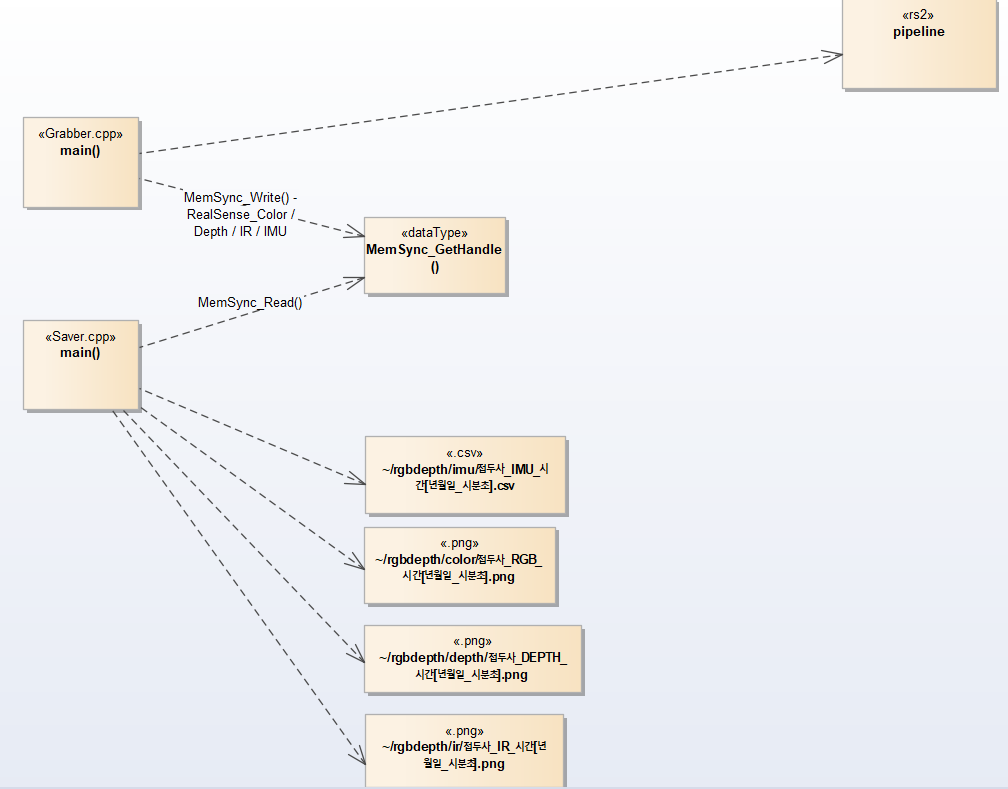 «rs2»
pipeline
«Grabber.cpp»
main()
MemSync_Write() -
RealSense_Color /
Depth / IR / IMU
«dataType»
MemSync_GetHandle
()
MemSync_Read()
«Saver.cpp»
main()
«.csv»
~/rgbdepth/imu/접두사_IMU_시
간[년월일_시분초].csv
«.png»
~/rgbdepth/color/접두사_RGB_
시간[년월일_시분초].png
«.png»
~/rgbdepth/depth/접두사_DEPTH_
시간[년월일_시분초].png
«.png»
~/rgbdepth/ir/접두사_IR_시간[년
월일_시분초].png